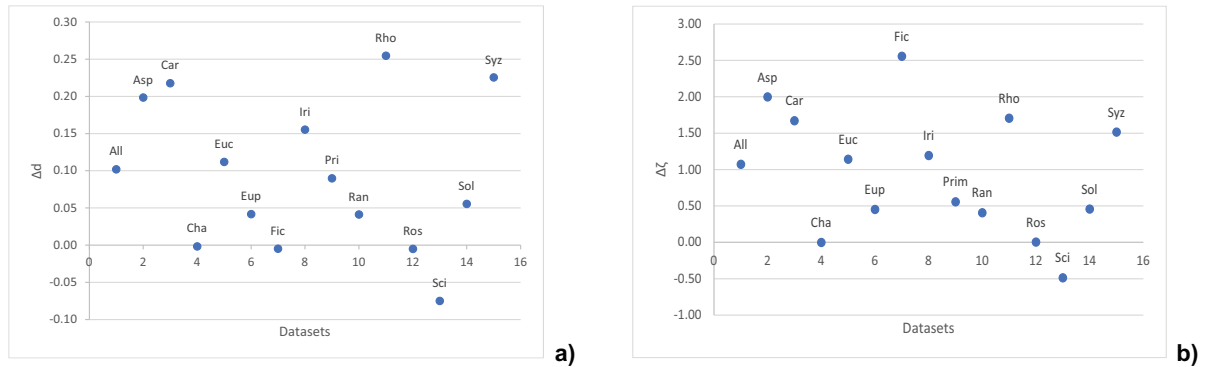 0.30
Rho
0.25
Car
Syz
Asp
0.20
Iri
0.15
All
Euc
Pri
0.10
Δd
Eup
Ran
Sol
0.05
Cha
Fic
Ros
0.00
0 2 4 6 8 10 12 14 16
Sci
-0.05
-0.10
Datasets
a)
3.00
Fic
2.50
Asp
2.00
Car
Rho
Syz
1.50
All
Euc
Iri
1.00
Δζ
Eup
Prim
Ran
Sol
0.50
Cha
Ros
0.00
0 2 4 6 8 10 12 14 16
Sci
-0.50
-1.00
Datasets
b)